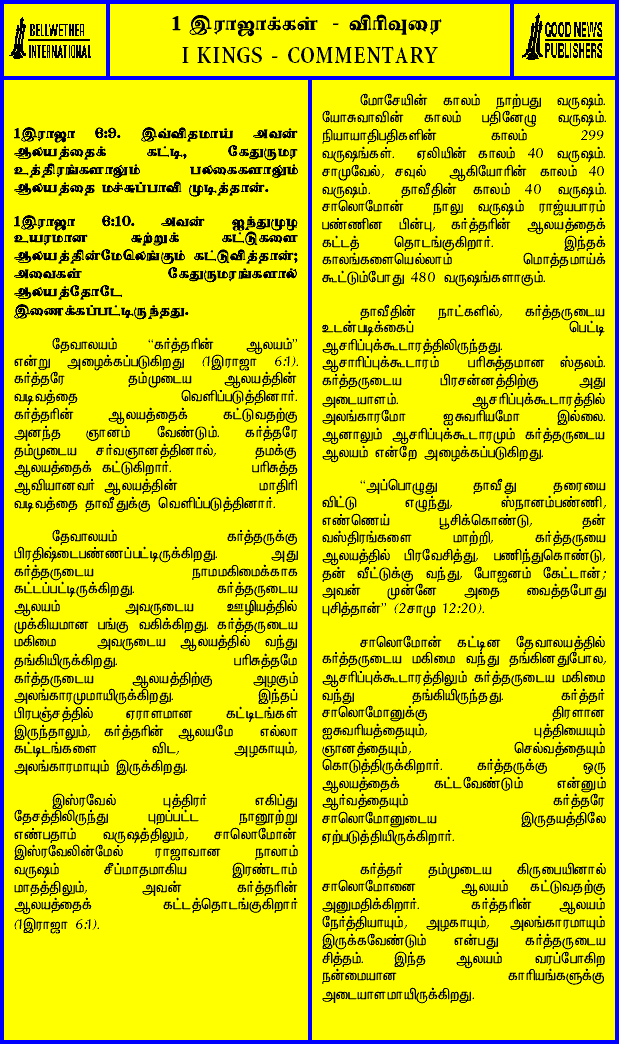 BELLWETHER
INTERNATIONAL
1 இராஜாக்கள் - விரிவுரை
I KINGS - COMMENTARY
GOOD NEWS
PUBLISHERS
1இராஜா 6:9. இவ்விதமாய் அவன்
ஆலயத்தைக் கட்டி, கேதுருமர
உத்திரங்களாலும் பலகைகளாலும்
ஆலயத்தை மச்சுப்பாவி முடித்தான்.
1இராஜா 6:10. அவன் ஐந்துமுழ
உயரமான சுற்றுக் கட்டுகளை
ஆலயத்தின்மேலெங்கும் கட்டுவித்தான்;
அவைகள் கேதுருமரங்களால்
ஆலயத்தோடே
இணைக்கப்பட்டிருந்தது.
தேவாலயம் “கர்த்தரின் ஆலயம்”
என்று அழைக்கப்படுகிறது (1இராஜா 6:1).
கர்த்தரே தம்முடைய ஆலயத்தின்
வடிவத்தை வெளிப்படுத்தினார்.
கர்த்தரின் ஆலயத்தைக் கட்டுவதற்கு
அனந்த ஞானம் வேண்டும். கர்த்தரே
தம்முடைய சர்வஞானத்தினால், தமக்கு
ஆலயத்தைக் கட்டுகிறார். பரிசுத்த
ஆவியானவர் ஆலயத்தின் மாதிரி
வடிவத்தை தாவீதுக்கு வெளிப்படுத்தினார்.
தேவாலயம் கர்த்தருக்கு
பிரதிஷ்டைபண்ணப்பட்டிருக்கிறது. அது
கர்த்தருடைய நாமமகிமைக்காக
கட்டப்பட்டிருக்கிறது. கர்த்தருடைய
ஆலயம் அவருடைய ஊழியத்தில்
முக்கியமான பங்கு வகிக்கிறது. கர்த்தருடைய
மகிமை அவருடைய ஆலயத்தில் வந்து
தங்கியிருக்கிறது. பரிசுத்தமே
கர்த்தருடைய ஆலயத்திற்கு அழகும்
அலங்காரமுமாயிருக்கிறது. இந்தப்
பிரபஞ்சத்தில் ஏராளமான கட்டிடங்கள்
இருந்தாலும், கர்த்தரின் ஆலயமே எல்லா
கட்டிடங்களை விட, அழகாயும்,
அலங்காரமாயும் இருக்கிறது.
இஸ்ரவேல் புத்திரர் எகிப்து
தேசத்திலிருந்து புறப்பட்ட நானூற்று
எண்பதாம் வருஷத்திலும், சாலொமோன்
இஸ்ரவேலின்மேல் ராஜாவான நாலாம்
வருஷம் சீப்மாதமாகிய இரண்டாம்
மாதத்திலும், அவன் கர்த்தரின்
ஆலயத்தைக் கட்டத்தொடங்குகிறார்
(1இராஜா 6:1).
மோசேயின் காலம் நாற்பது வருஷம்.
யோசுவாவின் காலம் பதினேழு வருஷம்.
நியாயாதிபதிகளின் காலம் 299
வருஷங்கள். ஏலியின் காலம் 40 வருஷம்.
சாமுவேல், சவுல் ஆகியோரின் காலம் 40
வருஷம். தாவீதின் காலம் 40 வருஷம்.
சாலொமோன் நாலு வருஷம் ராஜ்யபாரம்
பண்ணின பின்பு, கர்த்தரின் ஆலயத்தைக்
கட்டத் தொடங்குகிறார். இந்தக்
காலங்களையெல்லாம் மொத்தமாய்க்
கூட்டும்போது 480 வருஷங்களாகும்.
தாவீதின் நாட்களில், கர்த்தருடைய
உடன்படிக்கைப் பெட்டி
ஆசரிப்புக்கூடாரத்திலிருந்தது.
ஆசாரிப்புக்கூடாரம் பரிசுத்தமான ஸ்தலம்.
கர்த்தருடைய பிரசன்னத்திற்கு அது
அடையாளம். ஆசரிப்புக்கூடாரத்தில்
அலங்காரமோ ஐசுவரியமோ இல்லை.
ஆனாலும் ஆசரிப்புக்கூடாரமும் கர்த்தருடைய
ஆலயம் என்றே அழைக்கப்படுகிறது.
“அப்பொழுது தாவீது தரையை
விட்டு எழுந்து, ஸ்நானம்பண்ணி,
எண்ணெய் பூசிக்கொண்டு, தன்
வஸ்திரங்களை மாற்றி, கர்த்தருயை
ஆலயத்தில் பிரவேசித்து, பணிந்துகொண்டு,
தன் வீட்டுக்கு வந்து, போஜனம் கேட்டான்;
அவன் முன்னே அதை வைத்தபோது
புசித்தான்” (2சாமு 12:20).
சாலொமோன் கட்டின தேவாலயத்தில்
கர்த்தருடைய மகிமை வந்து தங்கினதுபோல,
ஆசரிப்புக்கூடாரத்திலும் கர்த்தருடைய மகிமை
வந்து தங்கியிருந்தது. கர்த்தர்
சாலொமோனுக்கு திரளான
ஐசுவரியத்தையும், புத்தியையும்
ஞானத்தையும், செல்வத்தையும்
கொடுத்திருக்கிறார். கர்த்தருக்கு ஒரு
ஆலயத்தைக் கட்டவேண்டும் என்னும்
ஆர்வத்தையும் கர்த்தரே
சாலொமோனுடைய இருதயத்திலே
ஏற்படுத்தியிருக்கிறார்.
கர்த்தர் தம்முடைய கிருபையினால்
சாலொமோனை ஆலயம் கட்டுவதற்கு
அனுமதிக்கிறார். கர்த்தரின் ஆலயம்
நேர்த்தியாயும், அழகாயும், அலங்காரமாயும்
இருக்கவேண்டும் என்பது கர்த்தருடைய
சித்தம். இந்த ஆலயம் வரப்போகிற
நன்மையான காரியங்களுக்கு
அடையாளமாயிருக்கிறது.